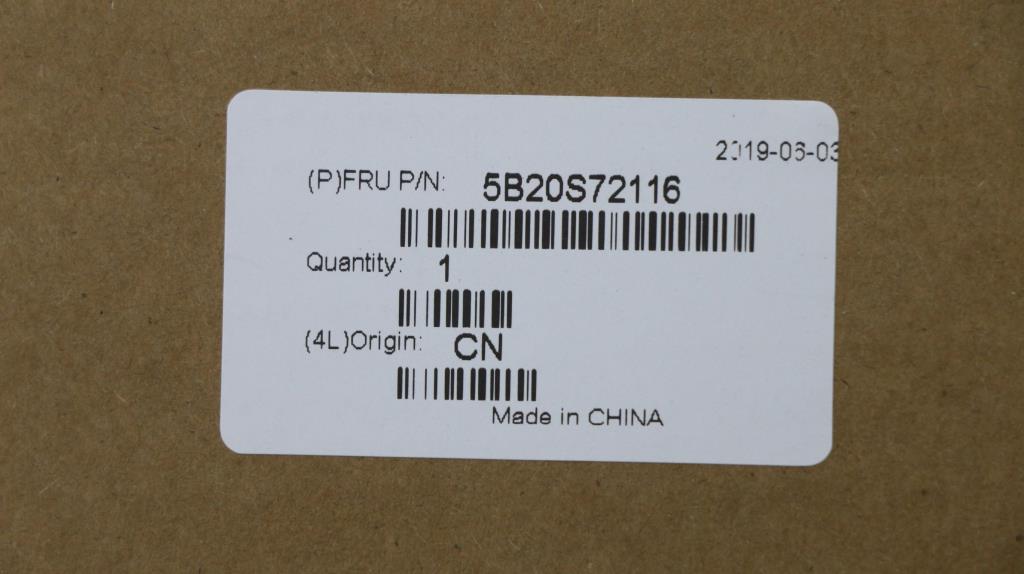 2019-06-03
(P)FRU P/N: 5B20S72116
Quantity: 1
(4L)Origin: CN
Made in CHINA